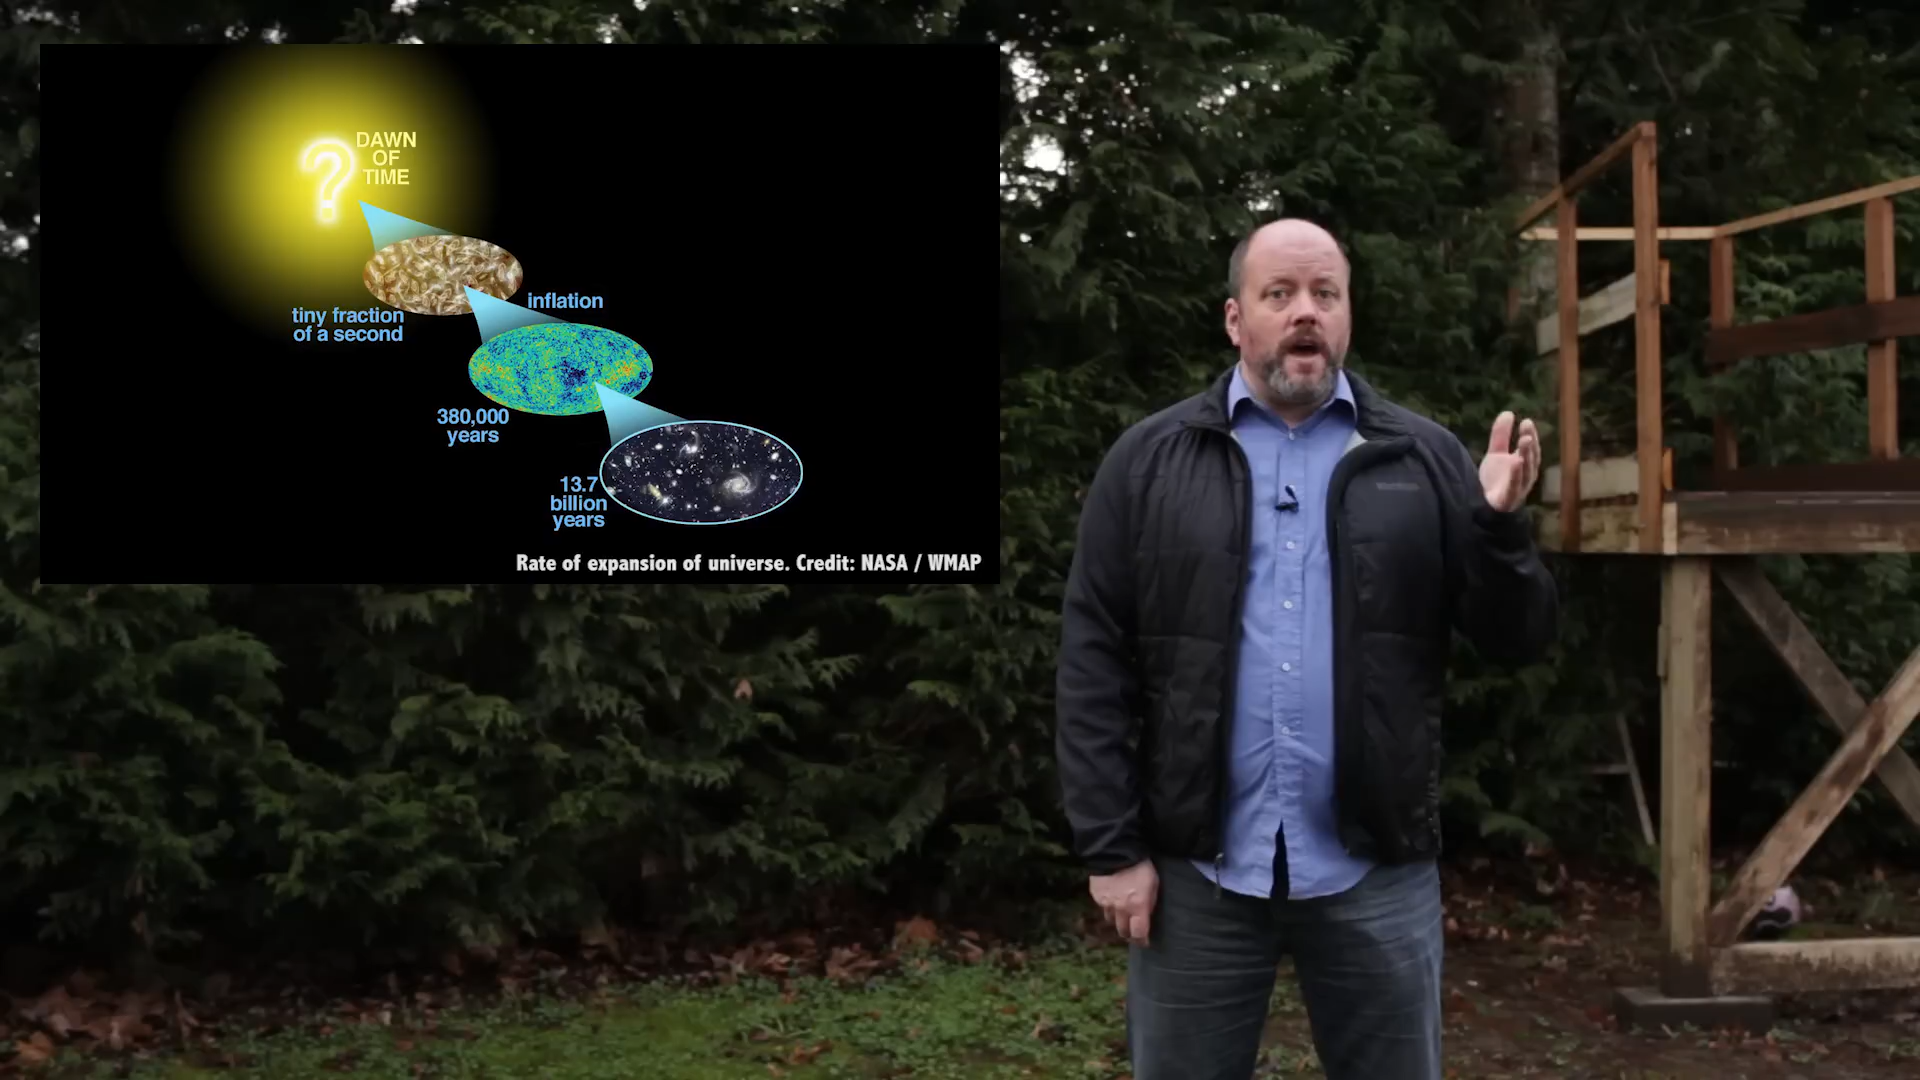 ?
DAWN
OF
TIME
tiny fraction
of a second
inflation
380,000
years
13.7
billion
years
Rate of expansion of universe. Credit: NASA / WMAP